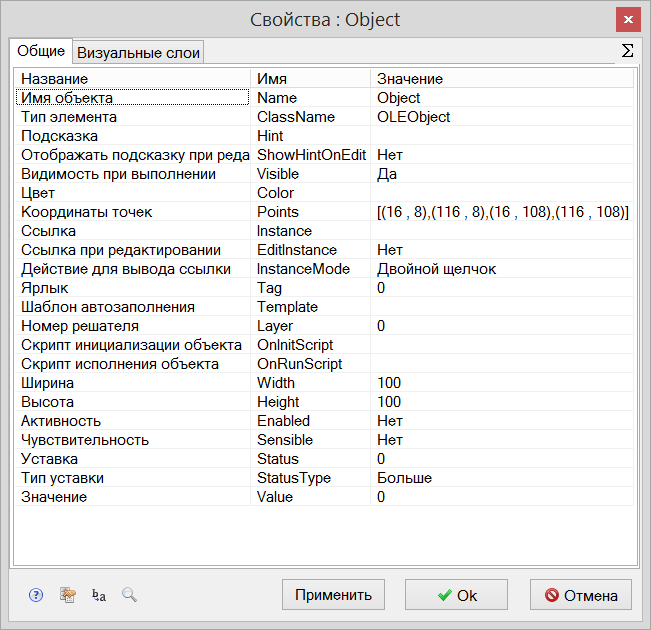 Свойства : Object
Общие Визуальные слои Σ
Название Имя Значение
Имя объекта Name Object
Тип элемента ClassName OLEObject
Подсказка Hint
Отображать подсказку при реда ShowHintOnEdit Нет
Видимость при выполнении Visible Да
Цвет Color
Координаты точек Points [(16 , 8),(116 , 8),(16 , 108),(116 , 108)]
Ссылка Instance
Ссылка при редактировании EditInstance Нет
Действие для вывода ссылки InstanceMode Двойной щелчок
Ярлык Tag 0
Шаблон автозаполнения Template
Номер решателя Layer 0
Скрипт инициализации объекта OnInitScript
Скрипт исполнения объекта OnRunScript
Ширина Width 100
Высота Height 100
Активность Enabled Нет
Чувствительность Sensible Нет
Уставка Status 0
Тип уставки StatusType Больше
Значение Value 0
? b a Применить Ok Отмена